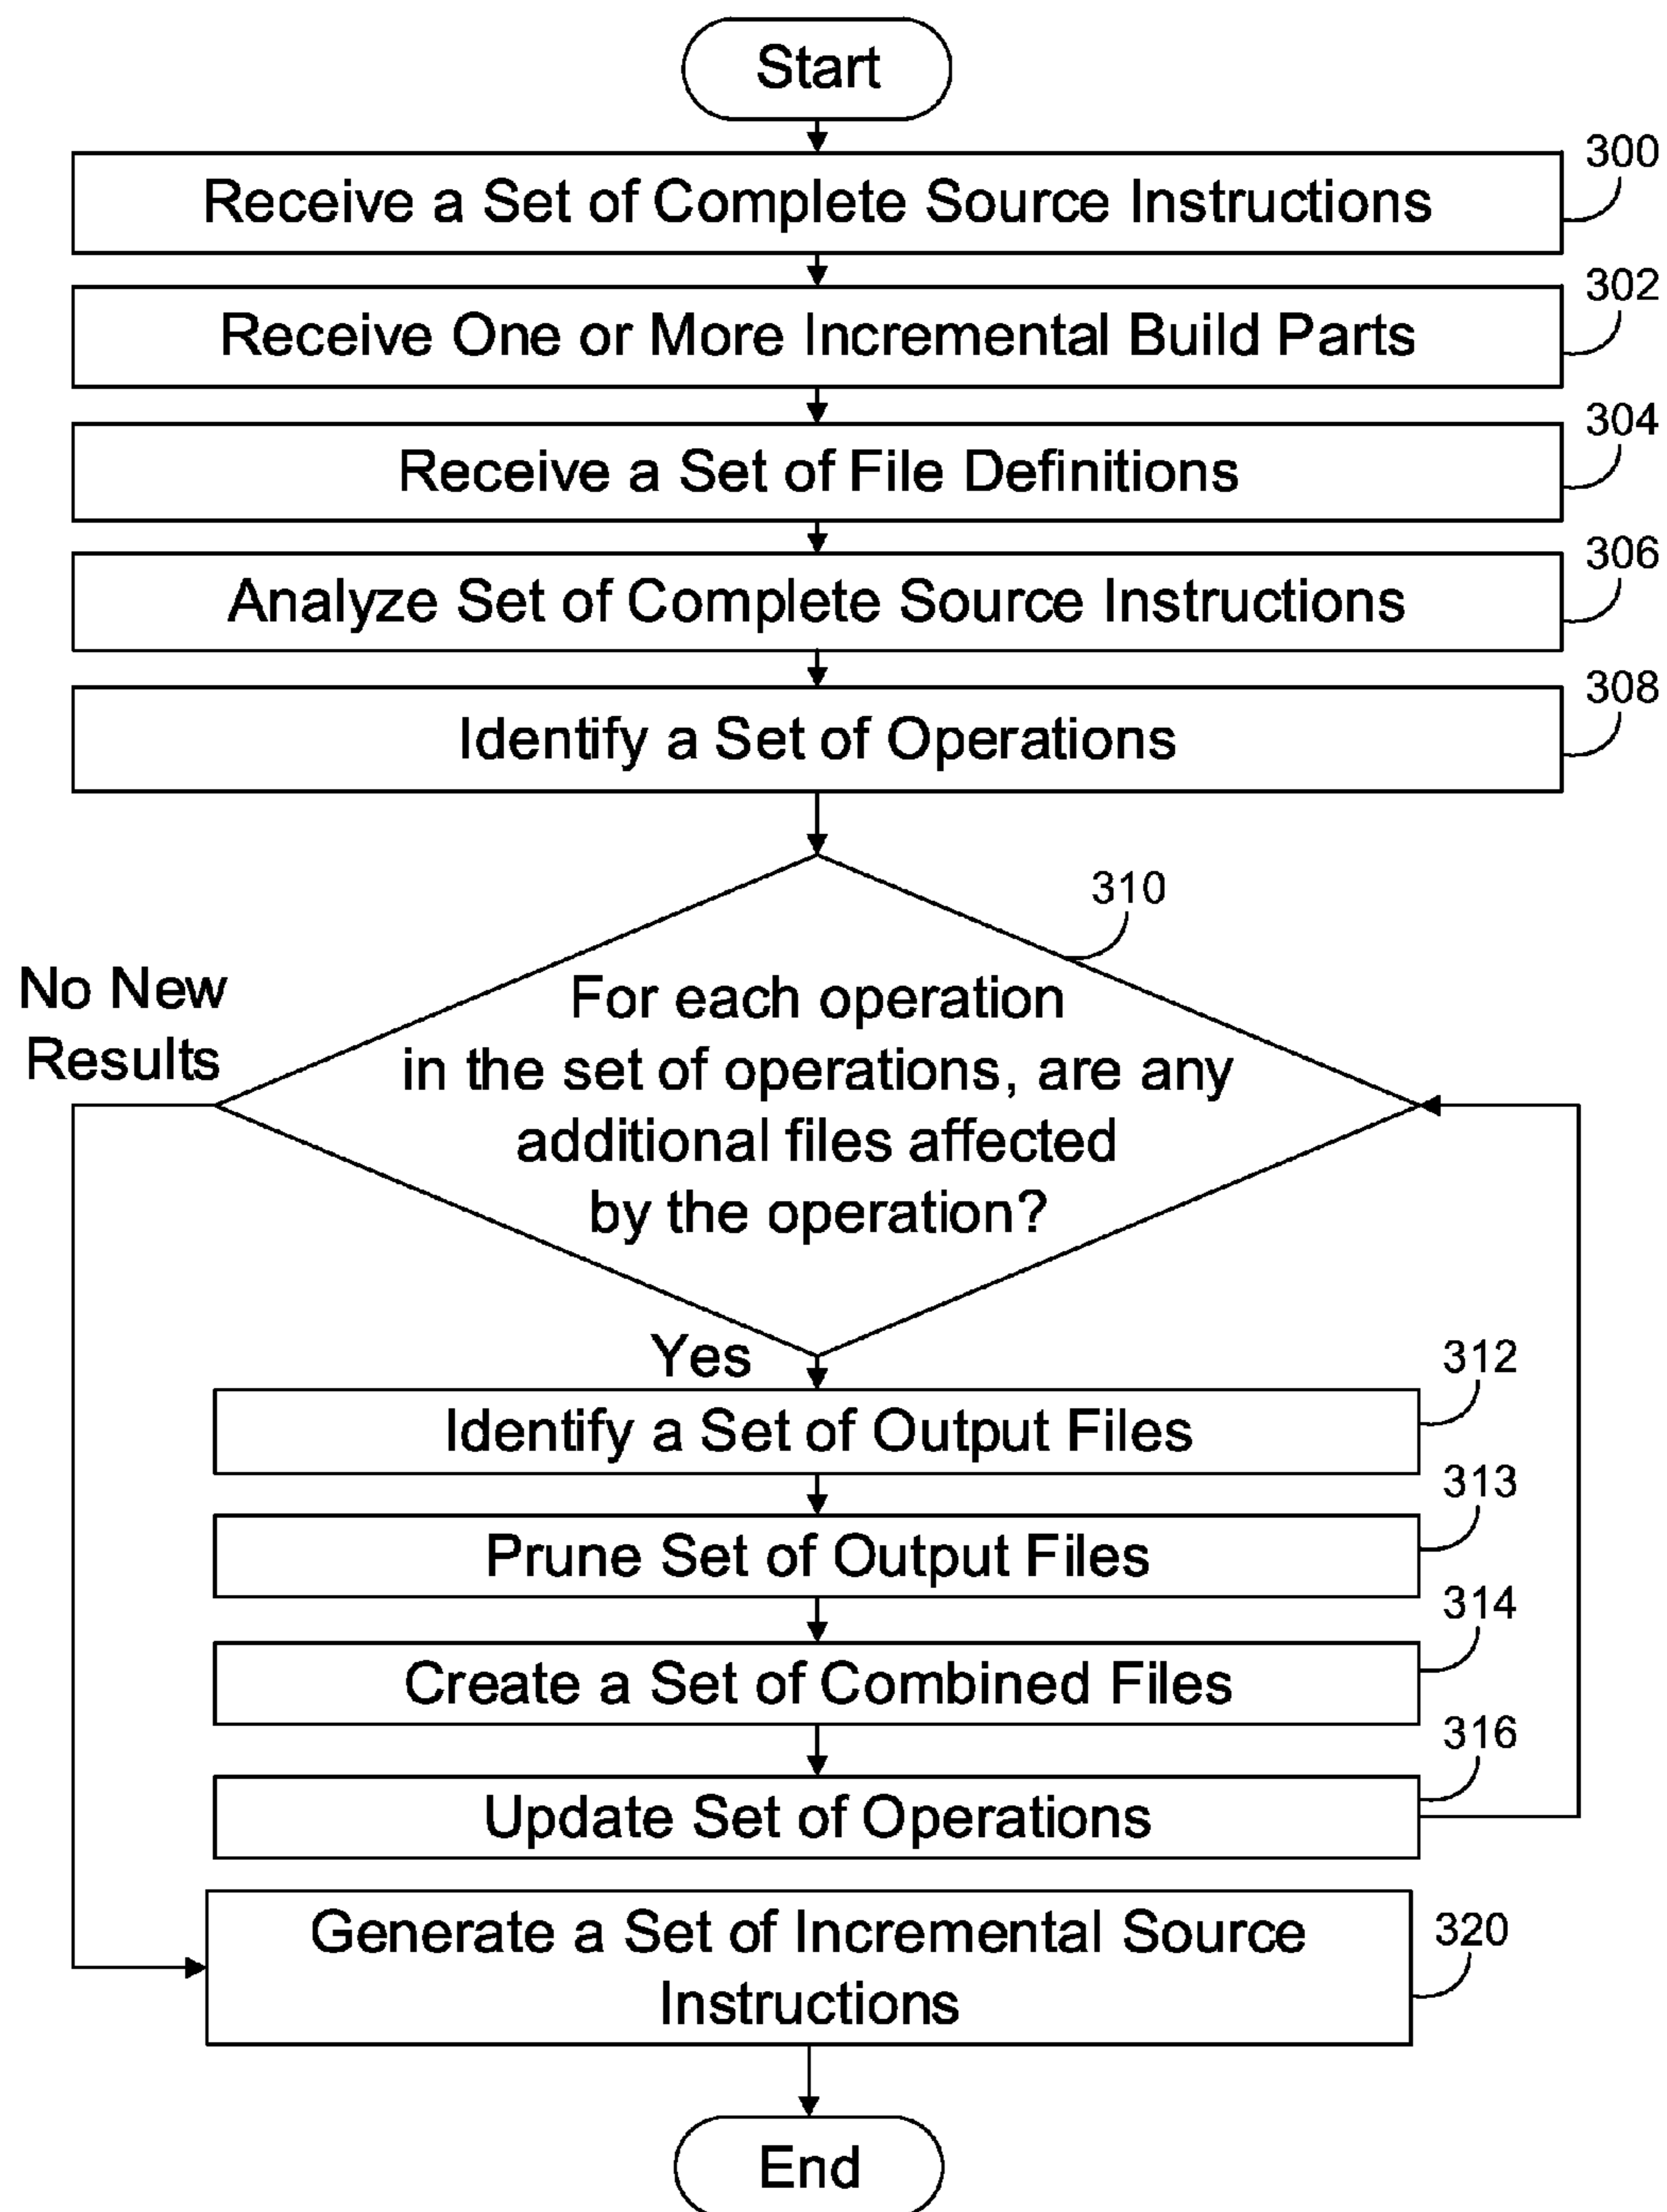 Start
300
Receive a Set of Complete Source Instructions
302
Receive One or More Incremental Build Parts
304
Receive a Set of File Definitions
306
Analyze Set of Complete Source Instructions
308
Identify a Set of Operations
310
No New
Results
For each operation
in the set of operations, are any
additional files affected
by the operation?
Yes
312
Identify a Set of Output Files
313
Prune Set of Output Files
314
Create a Set of Combined Files
316
Update Set of Operations
320
Generate a Set of Incremental Source
Instructions
End